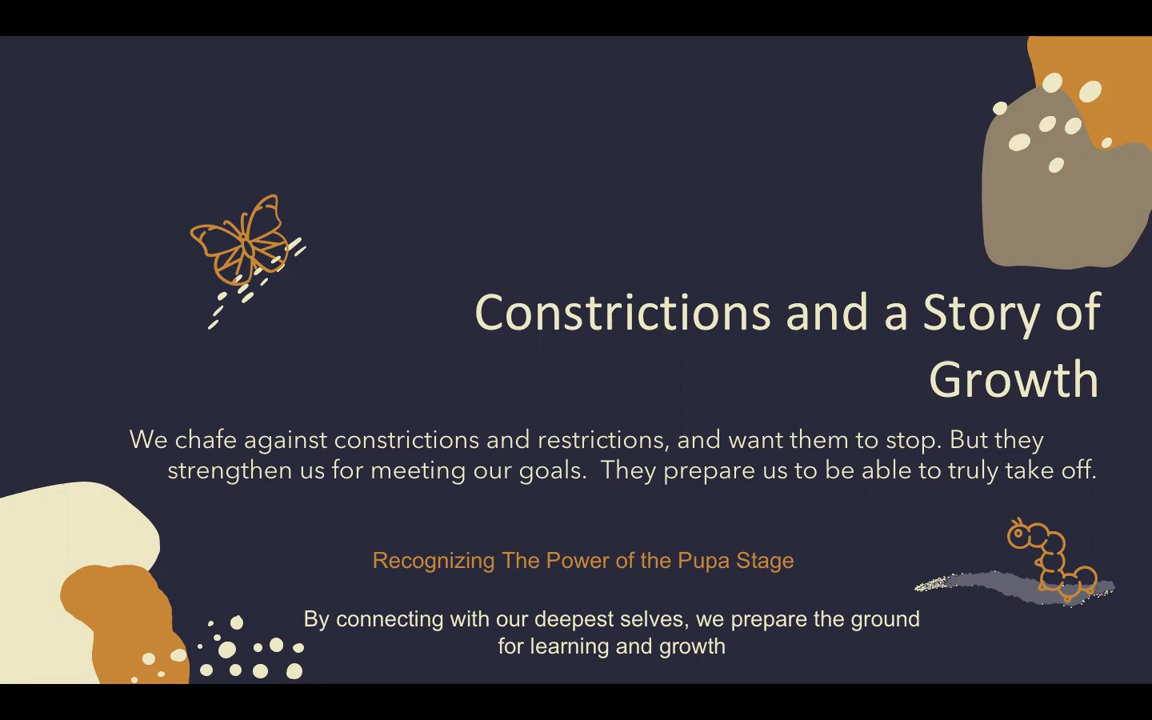 Constrictions and a Story of
Growth
We chafe against constrictions and restrictions, and want them to stop. But they
strengthen us for meeting our goals.  They prepare us to be able to truly take off.
Recognizing The Power of the Pupa Stage
By connecting with our deepest selves, we prepare the ground
for learning and growth